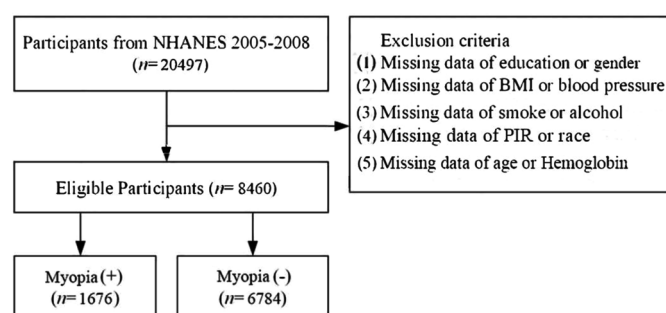 Participants from NHANES 2005-2008
(n=20497)
Exclusion criteria
(1) Missing data of education or gender
(2) Missing data of BMI or blood pressure
(3) Missing data of smoke or alcohol
(4) Missing data of PIR or race
(5) Missing data of age or Hemoglobin
Eligible Participants (n=8460)
Myopia(+)
(n=1676)
Myopia(-)
(n=6784)